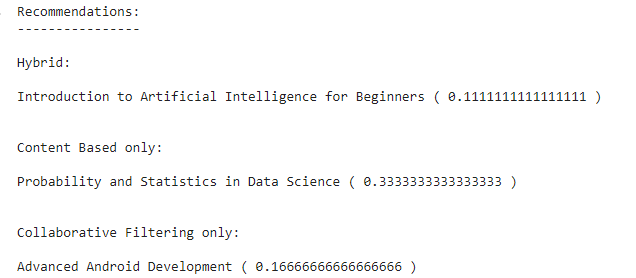 Recommendations:
----------------
Hybrid:
Introduction to Artificial Intelligence for Beginners ( 0.1111111111111111 )
Content Based only:
Probability and Statistics in Data Science ( 0.3333333333333333 )
Collaborative Filtering only:
Advanced Android Development ( 0.16666666666666666 )